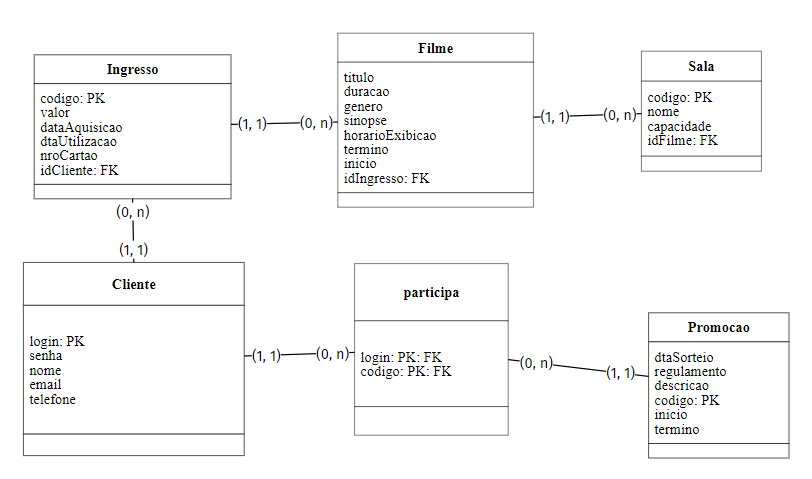 Ingresso
codigo: PK
valor
dataAquisicao
dtaUtilizacao
nroCartao
idCliente: FK
(1, 1)
(0, n)
Filme
titulo
duracao
genero
sinopse
horarioExibicao
termino
inicio
idIngresso: FK
(1, 1)
(0, n)
Sala
codigo: PK
nome
capacidade
idFilme: FK
(0, n)
(1, 1)
Cliente
login: PK
senha
nome
email
telefone
(1, 1)
(0, n)
participa
login: PK: FK
codigo: PK: FK
(0, n)
(1, 1)
Promocao
dtaSorteio
regulamento
descricao
codigo: PK
inicio
termino